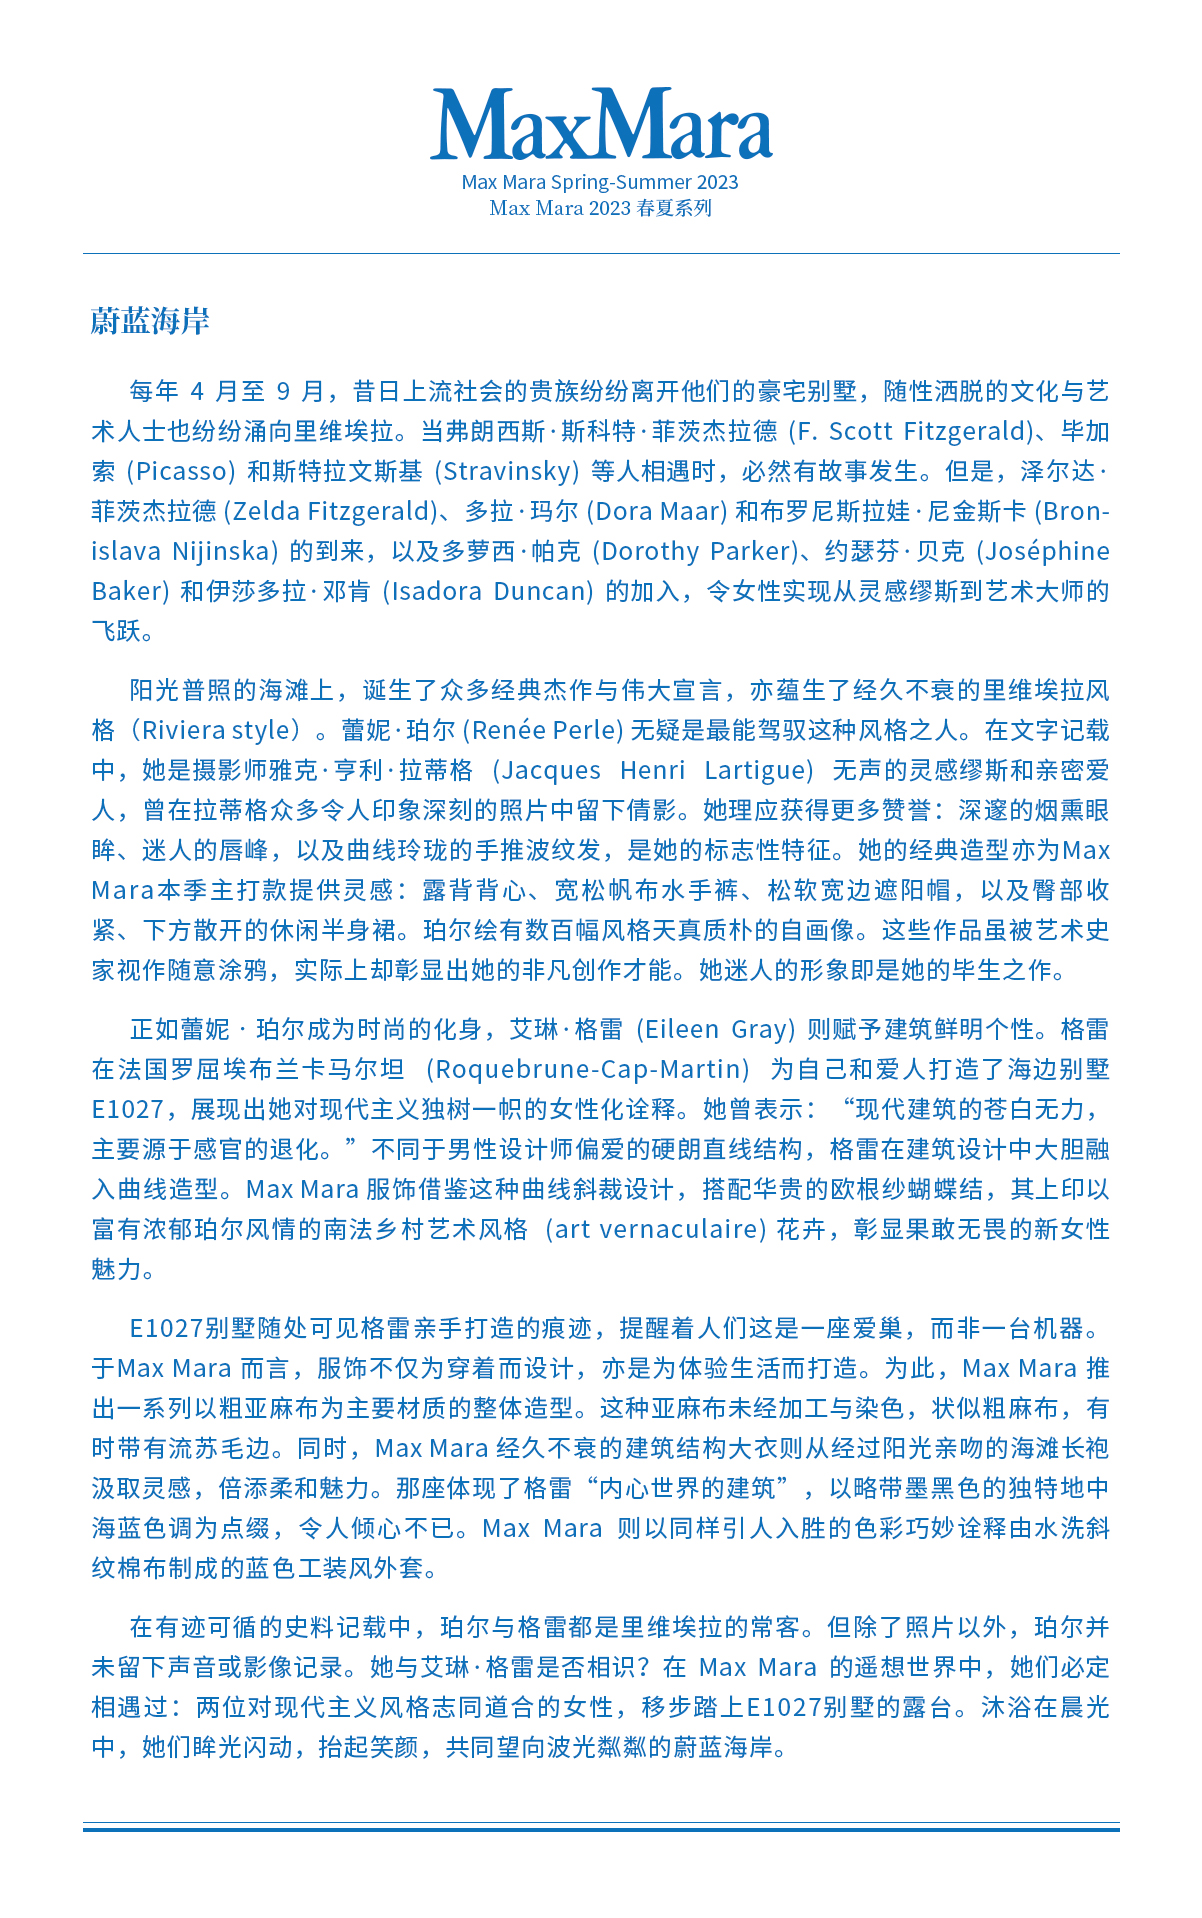 MaxMara
Max Mara Spring-Summer 2023
Max Mara 2023 春夏系列
蔚蓝海岸
每年 4 月至 9 月，昔日上流社会的贵族纷纷离开他们的豪宅别墅，随性洒脱的文化与艺
术人士也纷纷涌向里维埃拉。当弗朗西斯·斯科特·菲茨杰拉德 (F. Scott Fitzgerald)、毕加
索 (Picasso) 和斯特拉文斯基 (Stravinsky) 等人相遇时，必然有故事发生。但是，泽尔达·
菲茨杰拉德 (Zelda Fitzgerald)、多拉·玛尔 (Dora Maar) 和布罗尼斯拉娃·尼金斯卡 (Bron-
islava Nijinska) 的到来，以及多萝西·帕克 (Dorothy Parker)、约瑟芬·贝克 (Joséphine
Baker) 和伊莎多拉·邓肯 (Isadora Duncan) 的加入，令女性实现从灵感缪斯到艺术大师的
飞跃。
阳光普照的海滩上，诞生了众多经典杰作与伟大宣言，亦蕴生了经久不衰的里维埃拉风
格（Riviera style）。蕾妮·珀尔 (Renée Perle) 无疑是最能驾驭这种风格之人。在文字记载
中，她是摄影师雅克·亨利·拉蒂格 (Jacques Henri Lartigue) 无声的灵感缪斯和亲密爱
人，曾在拉蒂格众多令人印象深刻的照片中留下倩影。她理应获得更多赞誉：深邃的烟熏眼
眸、迷人的唇峰，以及曲线玲珑的手推波纹发，是她的标志性特征。她的经典造型亦为Max
Mara本季主打款提供灵感：露背背心、宽松帆布水手裤、松软宽边遮阳帽，以及臀部收
紧、下方散开的休闲半身裙。珀尔绘有数百幅风格天真质朴的自画像。这些作品虽被艺术史
家视作随意涂鸦，实际上却彰显出她的非凡创作才能。她迷人的形象即是她的毕生之作。
正如蕾妮 · 珀尔成为时尚的化身，艾琳·格雷 (Eileen Gray) 则赋予建筑鲜明个性。格雷
在法国罗屈埃布兰卡马尔坦 (Roquebrune-Cap-Martin) 为自己和爱人打造了海边别墅
E1027，展现出她对现代主义独树一帜的女性化诠释。她曾表示：“现代建筑的苍白无力，
主要源于感官的退化。”不同于男性设计师偏爱的硬朗直线结构，格雷在建筑设计中大胆融
入曲线造型。Max Mara 服饰借鉴这种曲线斜裁设计，搭配华贵的欧根纱蝴蝶结，其上印以
富有浓郁珀尔风情的南法乡村艺术风格 (art vernaculaire) 花卉，彰显果敢无畏的新女性
魅力。
E1027别墅随处可见格雷亲手打造的痕迹，提醒着人们这是一座爱巢，而非一台机器。
于Max Mara 而言，服饰不仅为穿着而设计，亦是为体验生活而打造。为此，Max Mara 推
出一系列以粗亚麻布为主要材质的整体造型。这种亚麻布未经加工与染色，状似粗麻布，有
时带有流苏毛边。同时，Max Mara 经久不衰的建筑结构大衣则从经过阳光亲吻的海滩长袍
汲取灵感，倍添柔和魅力。那座体现了格雷“内心世界的建筑”，以略带墨黑色的独特地中
海蓝色调为点缀，令人倾心不已。Max Mara 则以同样引人入胜的色彩巧妙诠释由水洗斜
纹棉布制成的蓝色工装风外套。
在有迹可循的史料记载中，珀尔与格雷都是里维埃拉的常客。但除了照片以外，珀尔并
未留下声音或影像记录。她与艾琳·格雷是否相识？在 Max Mara 的遥想世界中，她们必定
相遇过：两位对现代主义风格志同道合的女性，移步踏上E1027别墅的露台。沐浴在晨光
中，她们眸光闪动，抬起笑颜，共同望向波光粼粼的蔚蓝海岸。